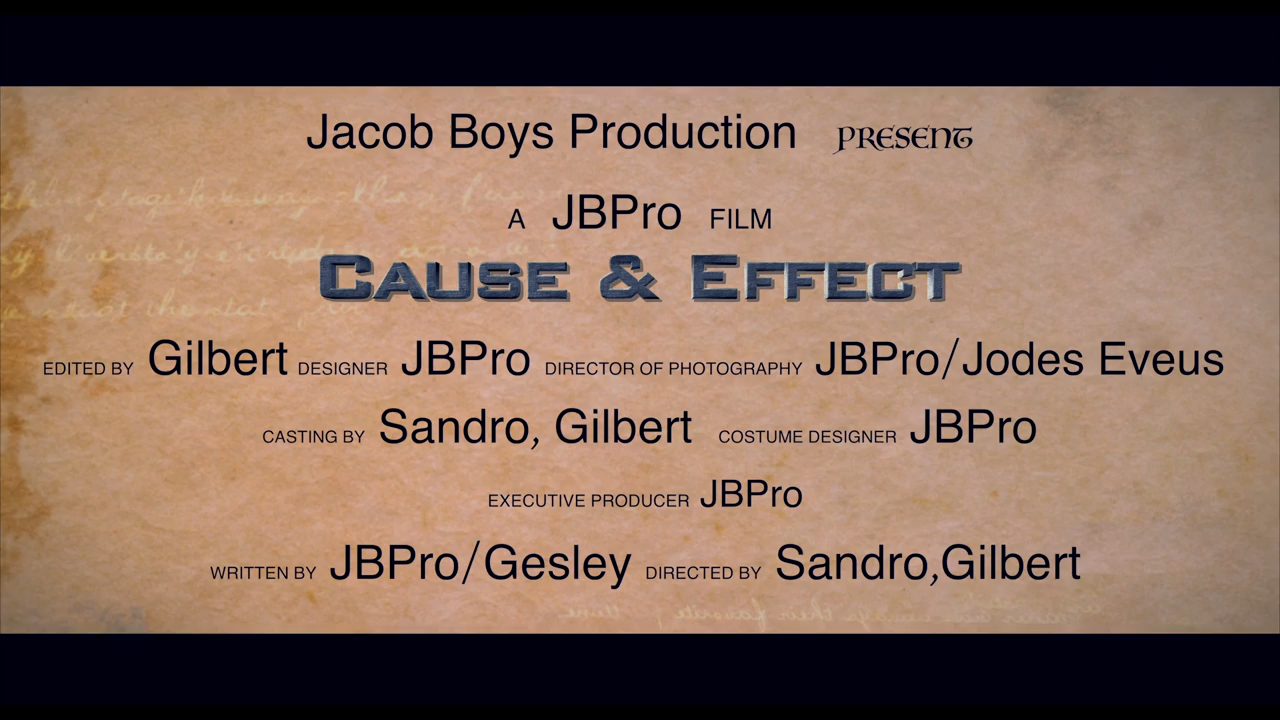 Jacob Boys Production PRESENT
A JBPro FILM
CAUSE & EFFECT
EDITED BY Gilbert DESIGNER JBPro DIRECTOR OF PHOTOGRAPHY JBPro/Jodes Eveus
CASTING BY Sandro, Gilbert COSTUME DESIGNER JBPro
EXECUTIVE PRODUCER JBPro
WRITTEN BY JBPro/Gesley DIRECTED BY Sandro,Gilbert